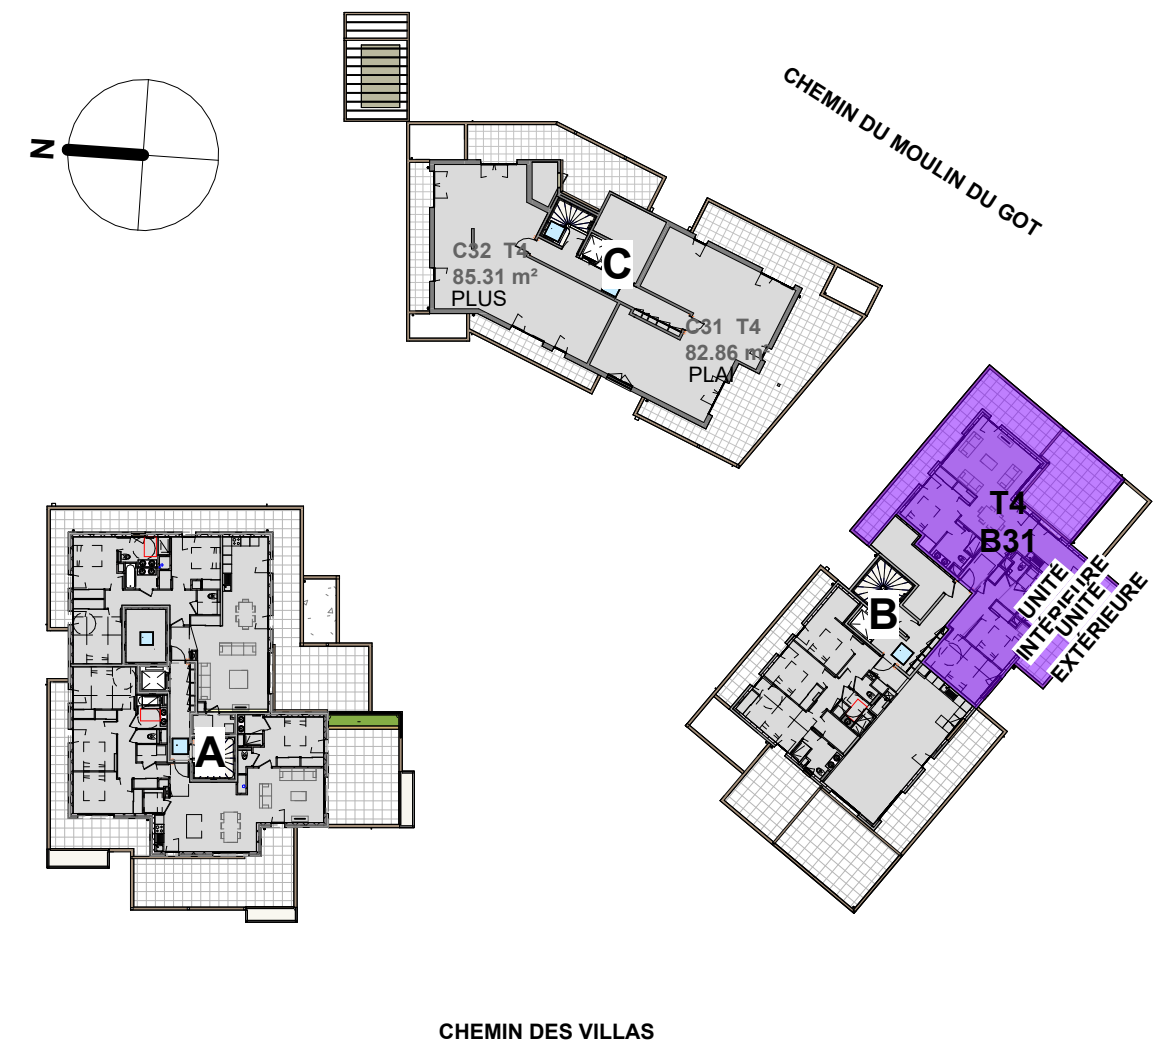 CHEMIN DU MOULIN DU GOT
N
C32 T4
85.31 m²
PLUS
C
C31 T4
82.86 m²
PLAI
T4
B31
UNITÉ
INTÉRIEURE
UNITÉ
EXTÉRIEURE
B
A
CHEMIN DES VILLAS